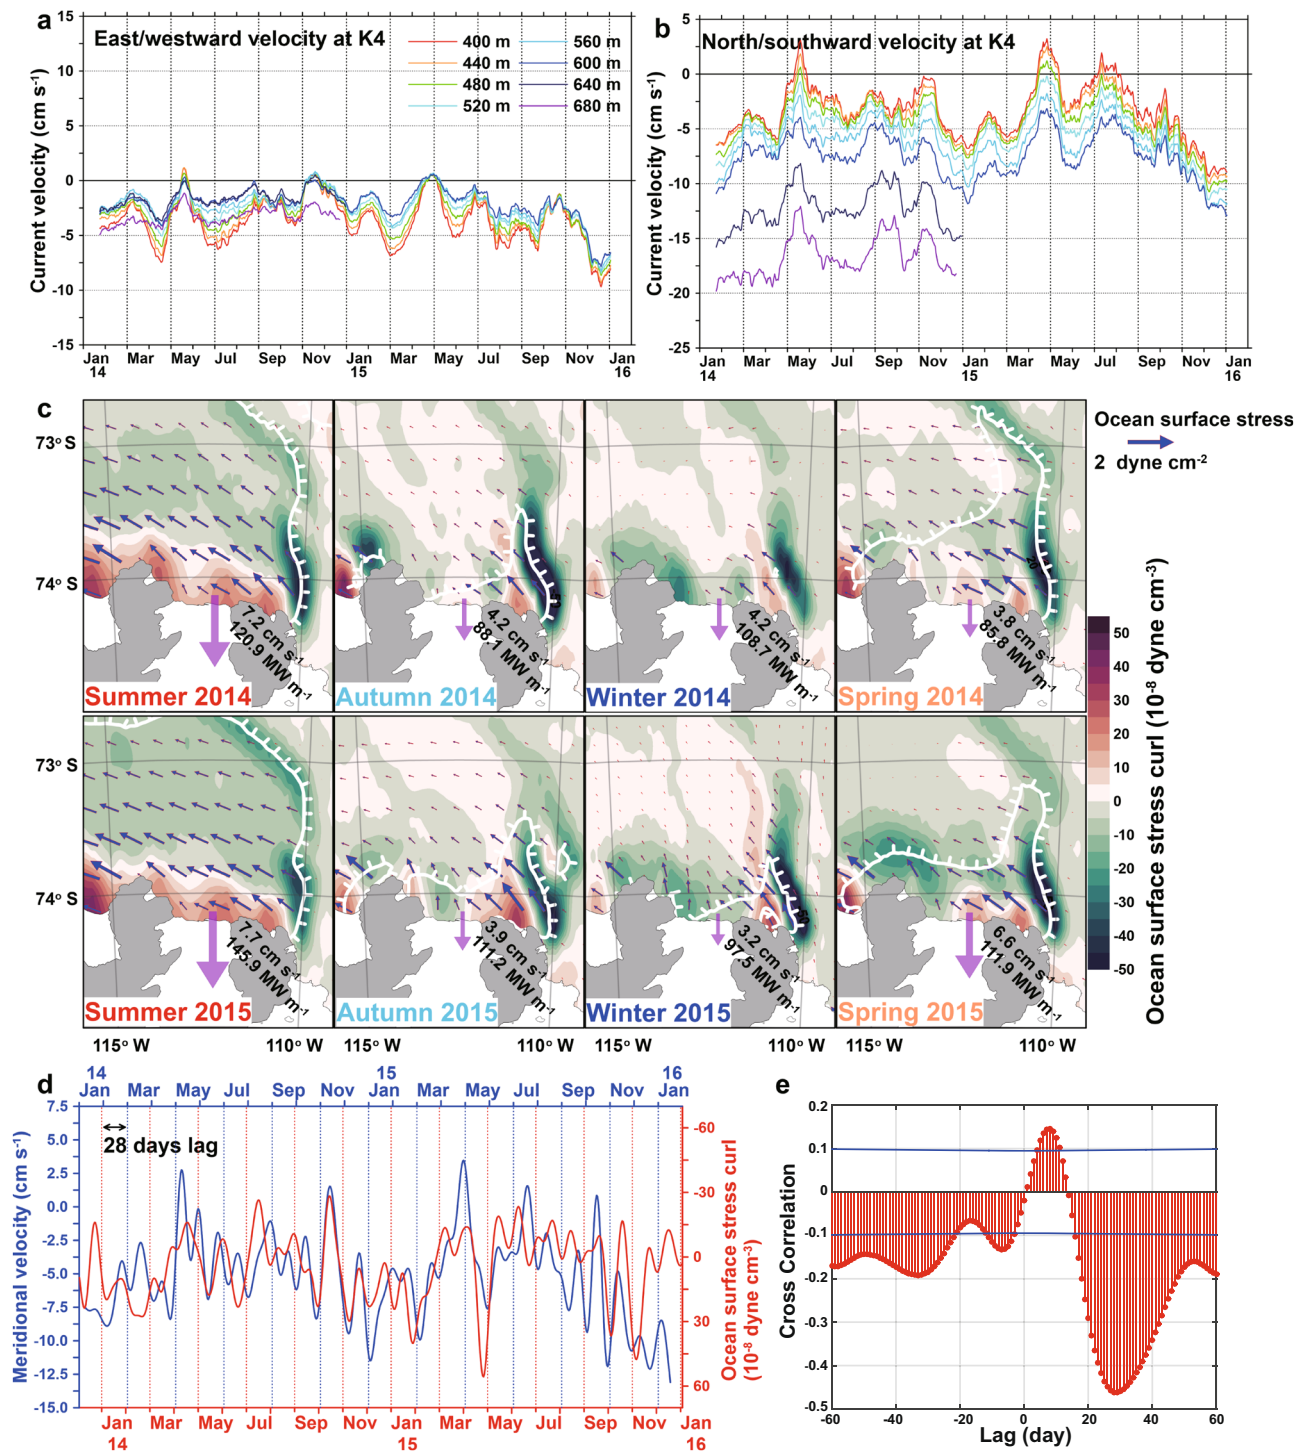 a
East/westward velocity at K4
400 m
440 m
480 m
520 m
560 m
600 m
640 m
680 m
Current velocity (cm s-1)
15
10
5
0
-5
-10
-15
Jan Mar May Jul Sep Nov Jan Mar May Jul Sep Nov Jan
14 15 16
b
North/southward velocity at K4
Current velocity (cm s-1)
5
0
-5
-10
-15
-20
-25
Jan Mar May Jul Sep Nov Jan Mar May Jul Sep Nov Jan
14 15 16
c
Ocean surface stress
2 dyne cm-2
73o S
74o S
7.2 cm s-1
120.9 MW m-1
Summer 2014
4.2 cm s-1
88.1 MW m-1
Autumn 2014
4.2 cm s-1
108.7 MW m-1
Winter 2014
3.8 cm s-1
85.8 MW m-1
Spring 2014
73o S
74o S
7.7 cm s-1
145.9 MW m-1
Summer 2015
3.9 cm s-1
111.2 MW m-1
Autumn 2015
3.2 cm s-1
97.5 MW m-1
Winter 2015
6.6 cm s-1
111.9 MW m-1
Spring 2015
115o W 110o W 115o W 110o W 115o W 110o W 115o W 110o W
50
40
30
20
10
0
-10
-20
-30
-40
-50
Ocean surface stress curl (10-8 dyne cm-3)
d
14 15 16
Jan Mar May Jul Sep Nov Jan Mar May Jul Sep Nov Jan
28 days lag
Meridional velocity (cm s-1)
7.5
5.0
2.5
0.0
-2.5
-5.0
-7.5
-10.0
-12.5
-15.0
-60
-30
0
30
60
Ocean surface stress curl
(10-8 dyne cm-3)
Jan Mar May Jul Sep Nov Jan Mar May Jul Sep Nov Jan
14 15 16
e
Cross Correlation
0.2
0.1
0
-0.1
-0.2
-0.3
-0.4
-0.5
-60 -40 -20 0 20 40 60
Lag (day)